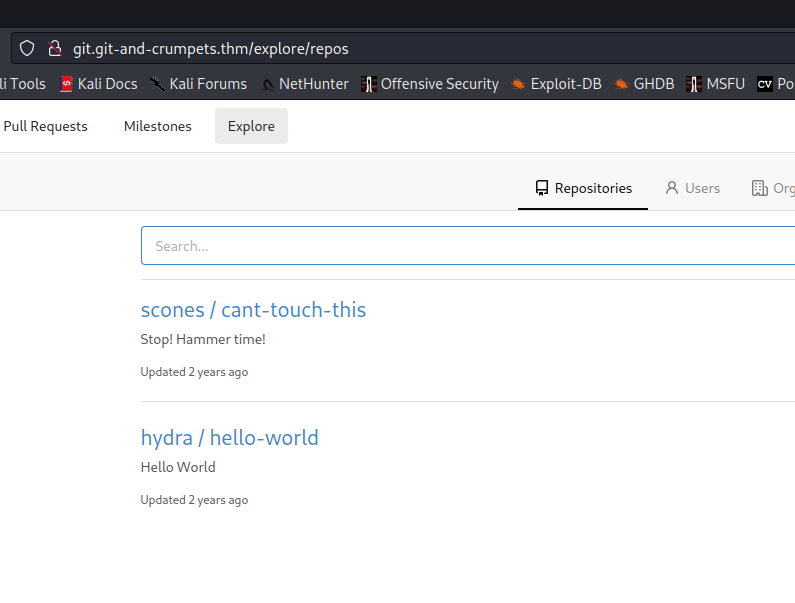 git.git-and-crumpets.thm/explore/repos
li Tools Kali Docs Kali Forums NetHunter Offensive Security Exploit-DB GHDB MSFU CV Po
Pull Requests Milestones Explore
Repositories Users Org
Search...
scones / cant-touch-this
Stop! Hammer time!
Updated 2 years ago
hydra / hello-world
Hello World
Updated 2 years ago